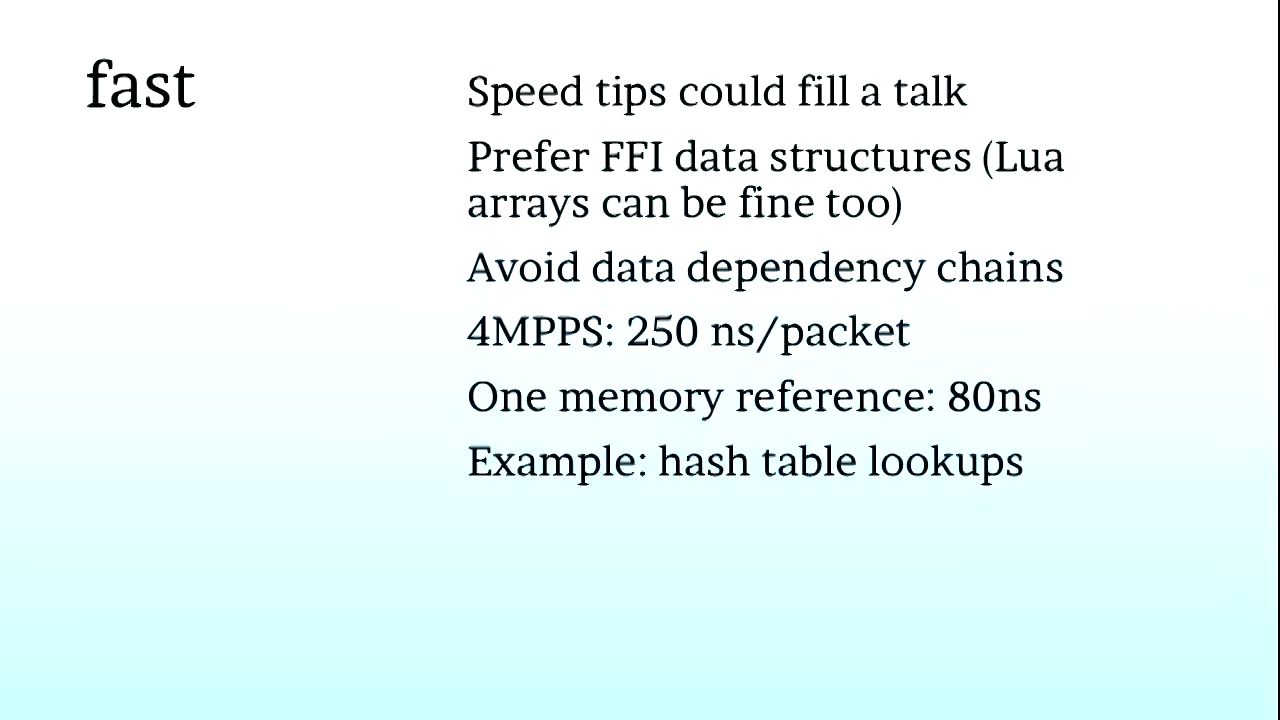 fast
Speed tips could fill a talk
Prefer FFI data structures (Lua
arrays can be fine too)
Avoid data dependency chains
4MPPS: 250 ns/packet
One memory reference: 80ns
Example: hash table lookups